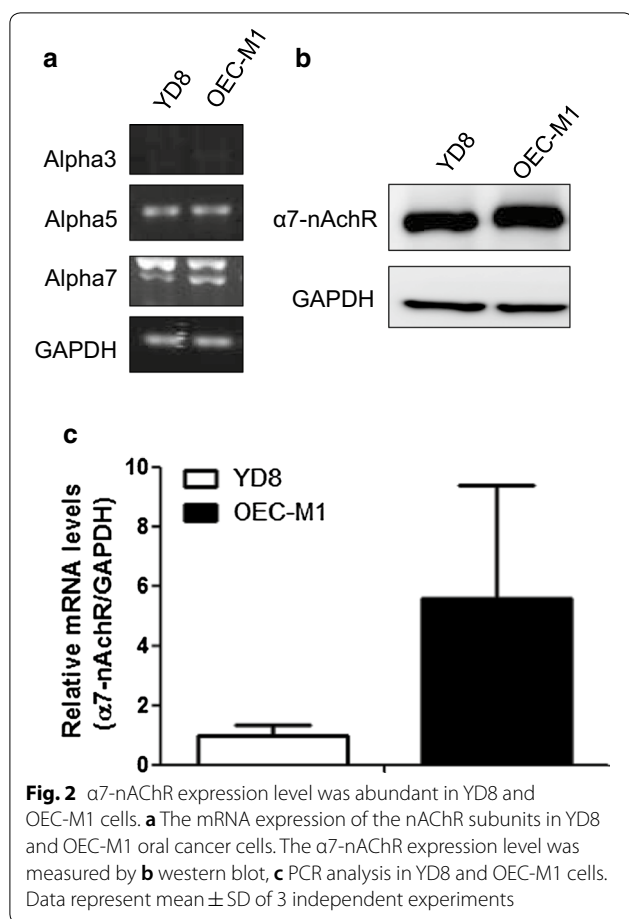 a
YD8
OEC-M1
Alpha3
Alpha5
Alpha7
GAPDH
b
YD8
OEC-M1
α7-nAchR
GAPDH
c
Relative mRNA levels
(α7-nAchR/GAPDH)
10
8
6
4
2
0
YD8
OEC-M1
Fig. 2 α7-nAChR expression level was abundant in YD8 and
OEC-M1 cells. a The mRNA expression of the nAChR subunits in YD8
and OEC-M1 oral cancer cells. The α7-nAChR expression level was
measured by b western blot, c PCR analysis in YD8 and OEC-M1 cells.
Data represent mean ± SD of 3 independent experiments